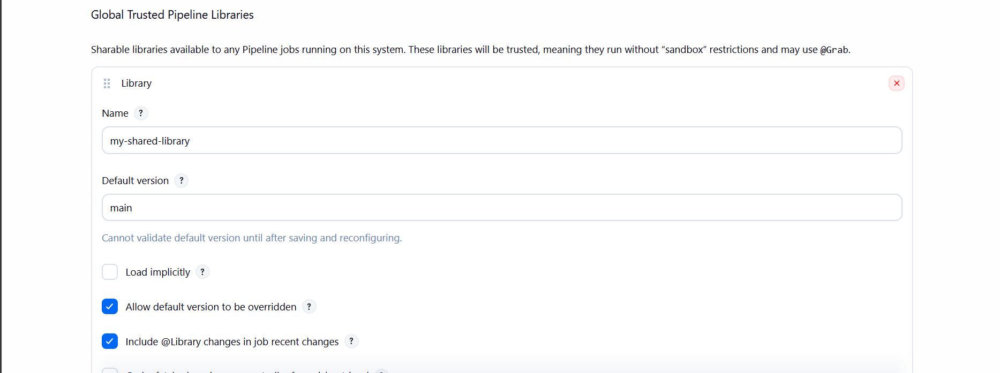 Global Trusted Pipeline Libraries
Sharable libraries available to any Pipeline jobs running on this system. These libraries will be trusted, meaning they run without “sandbox” restrictions and may use @Grab.
Library
Name ?
my-shared-library
Default version ?
main
Cannot validate default version until after saving and reconfiguring.
Load implicitly ?
Allow default version to be overridden ?
Include @Library changes in job recent changes ?